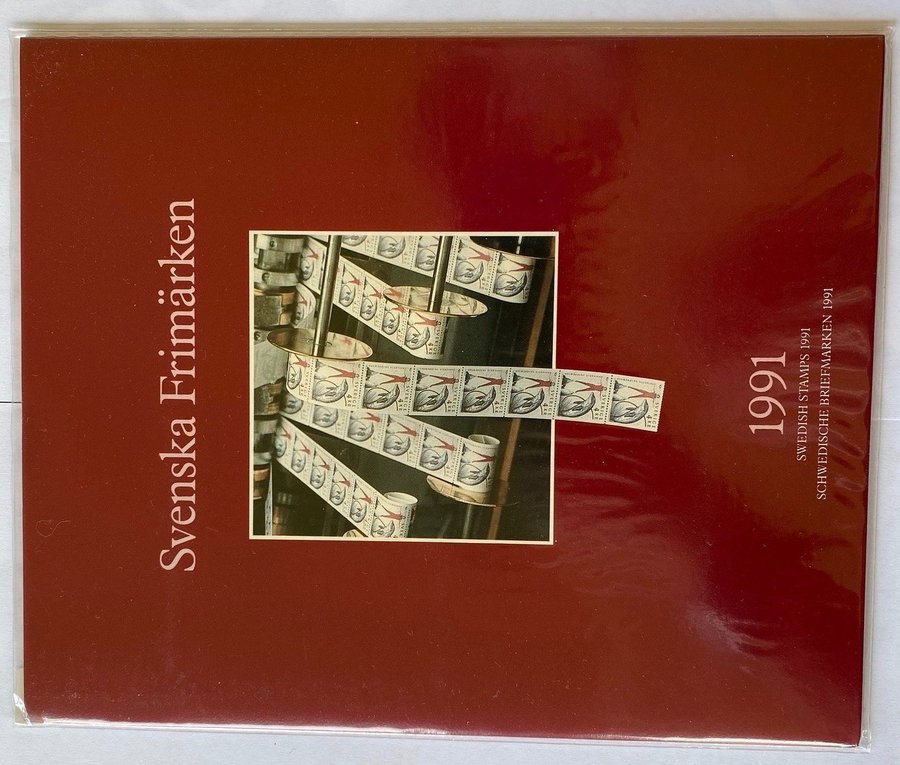 Svenska Frimärken
1991
SWEDISH STAMPS 1991
SCHWEDISCHE BRIEFMARKEN 1991